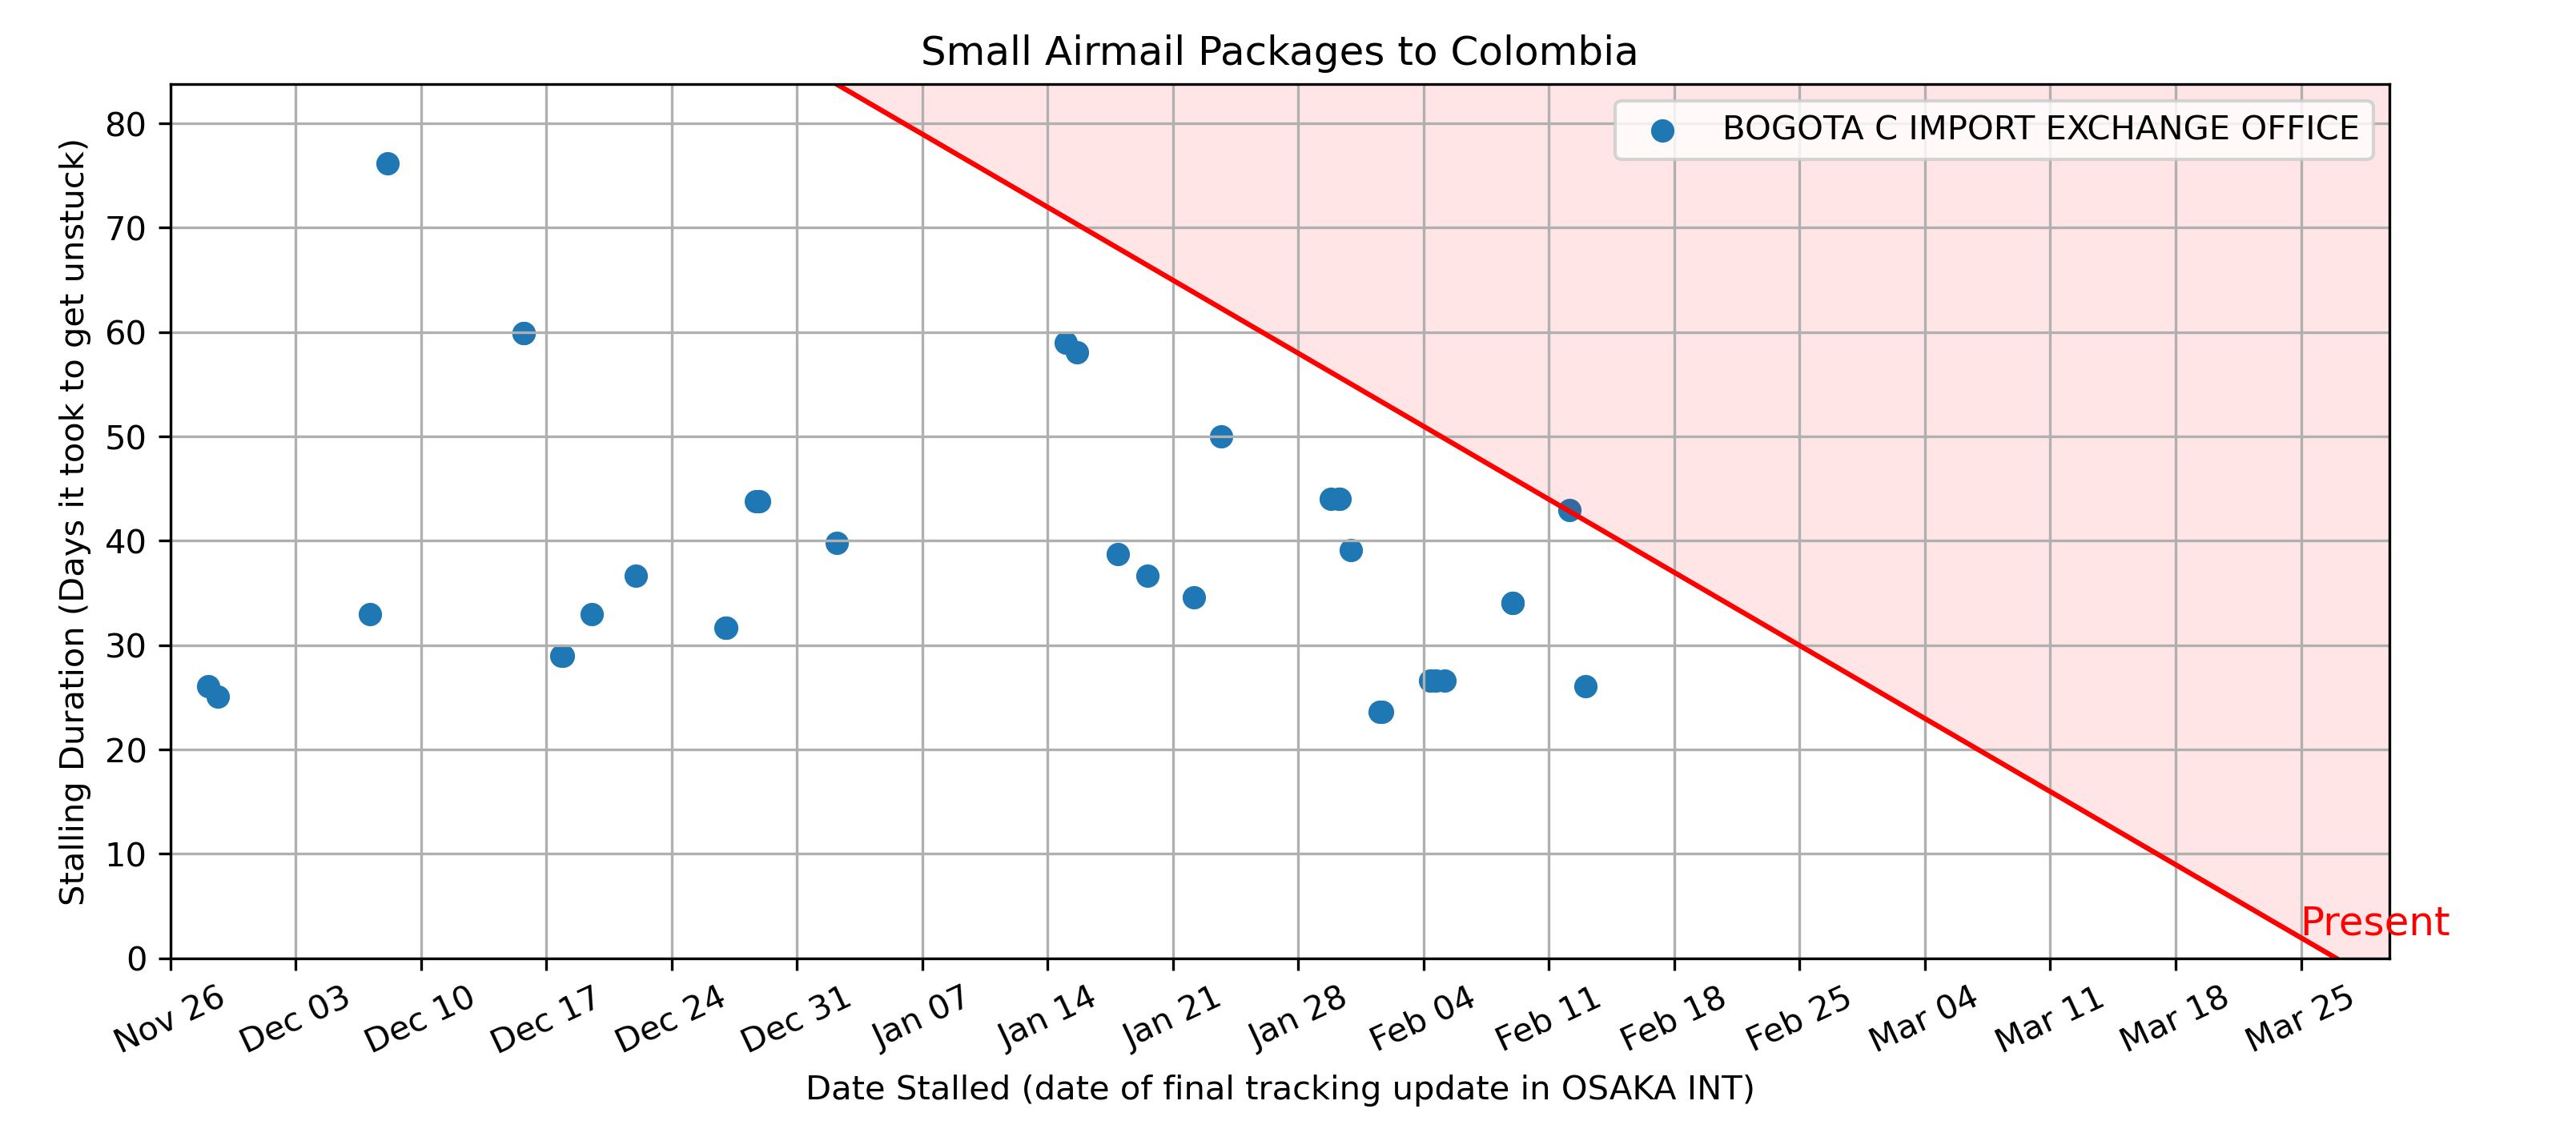 Small Airmail Packages to Colombia
BOGOTA C IMPORT EXCHANGE OFFICE
Stalling Duration (Days it took to get unstuck)
80
70
60
50
40
30
20
10
0
Present
Nov 26
Dec 03
Dec 10
Dec 17
Dec 24
Dec 31
Jan 07
Jan 14
Jan 21
Jan 28
Feb 04
Feb 11
Feb 18
Feb 25
Mar 04
Mar 11
Mar 18
Mar 25
Date Stalled (date of final tracking update in OSAKA INT)